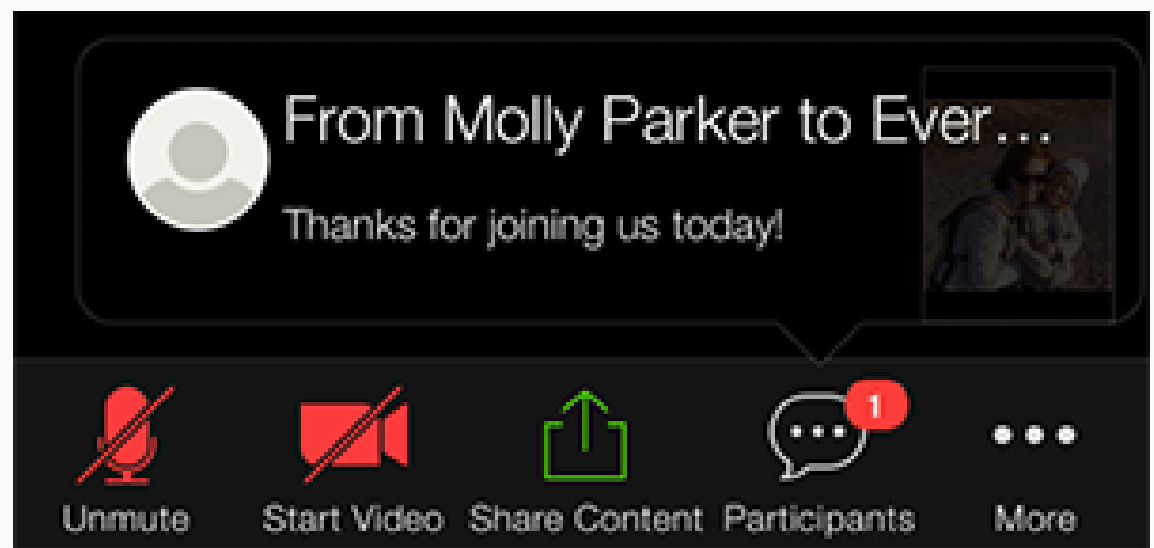 From Molly Parker to Ever...
Thanks for joining us today!
1
Unmute Start Video Share Content Participants More